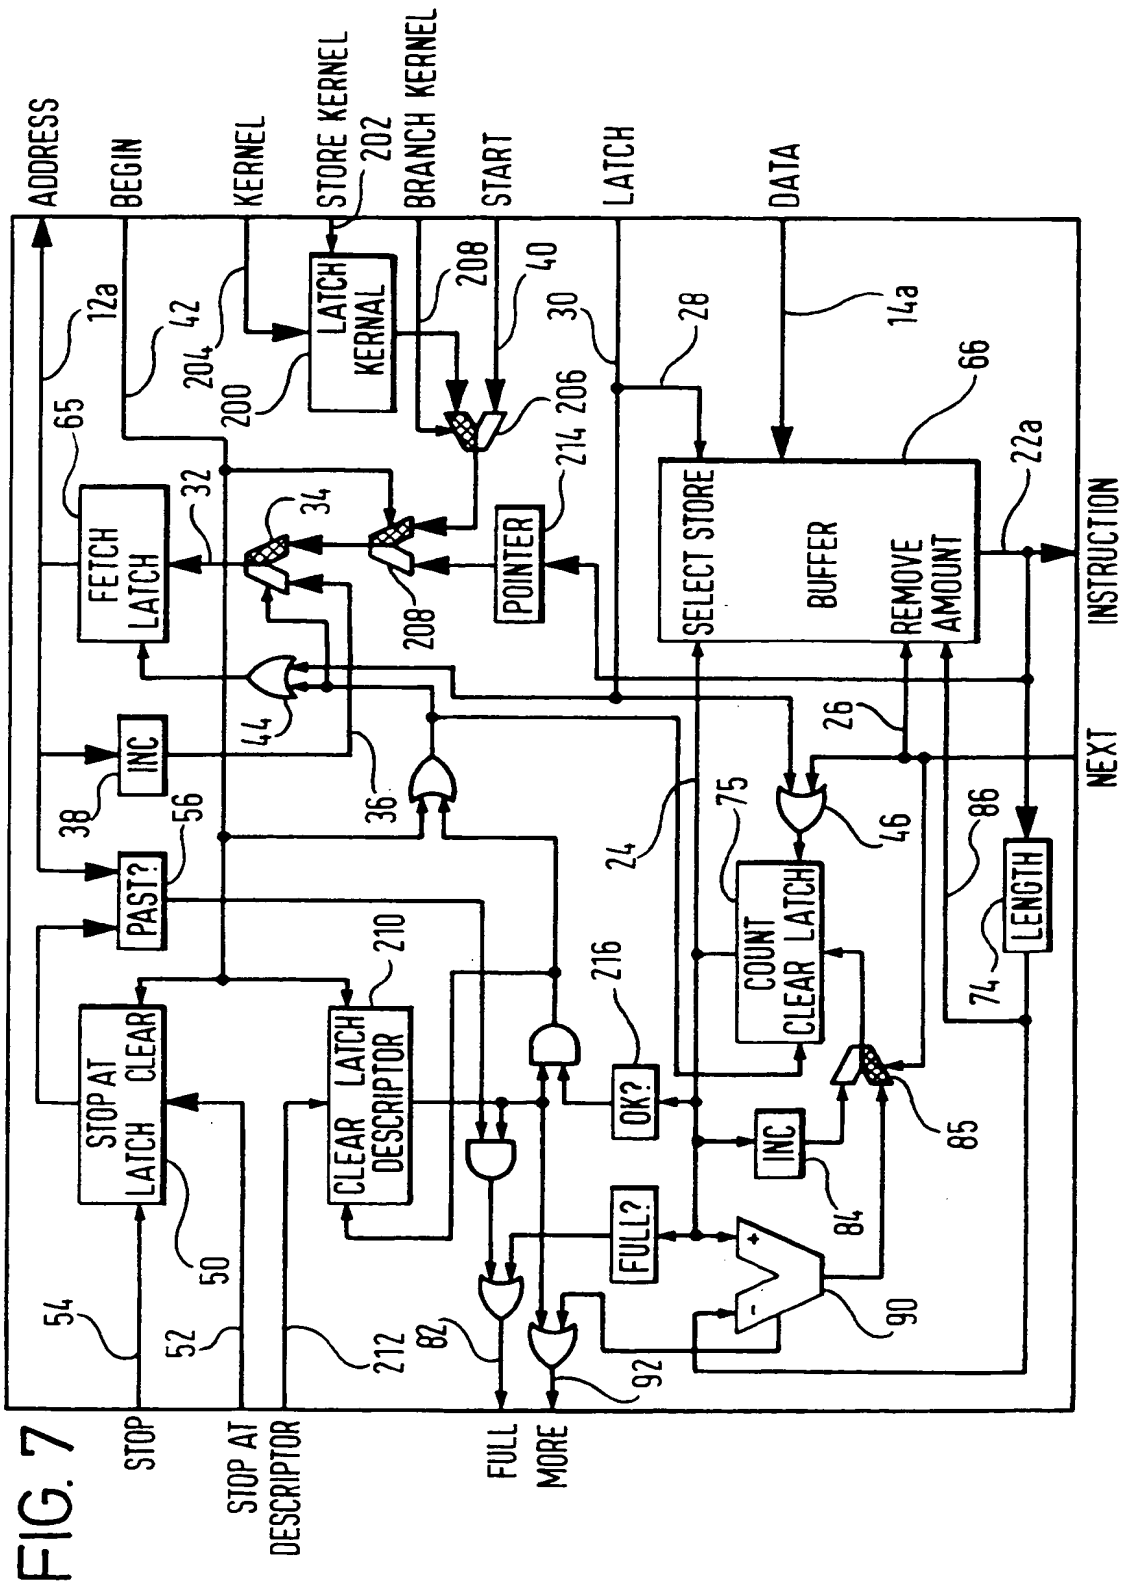 FIG. 7
STOP
STOP AT
DESCRIPTOR
FULL
MORE
54
52
212
82
92
50
STOP AT
LATCH CLEAR
CLEAR LATCH
DESCRIPTOR
210
PAST?
56
38
INC
36
44
FETCH
LATCH
65
32
34
208
POINTER
214
206
12a
42
204
200
LATCH
KERNAL
208
40
202
ADDRESS
BEGIN
KERNEL
STORE KERNEL
BRANCH KERNEL
START
LATCH
DATA
30
28
14a
66
22a
SELECT STORE
BUFFER
REMOVE
AMOUNT
INSTRUCTION
NEXT
26
24
46
75
COUNT
CLEAR LATCH
86
LENGTH
74
216
OK?
FULL?
INC
84
85
+
-
90